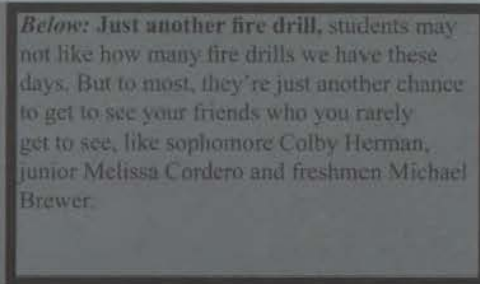 Below: Just another fire drill, students may
not like how many fire drills we have these
days. But to most, they're just another chance
to get to see your friends who you rarely
get to see, like sophomore Colby Herman,
junior Melissa Cordero and freshmen Michael
Brewer.